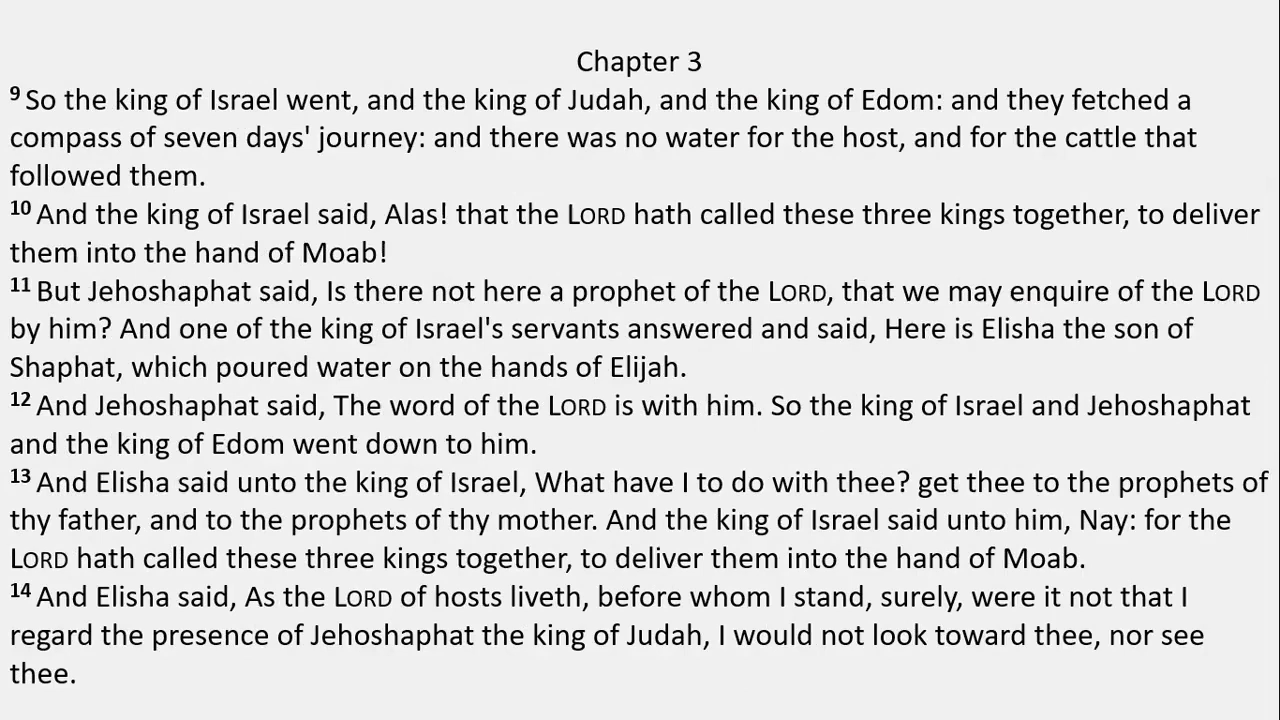 Chapter 3
9 So the king of Israel went, and the king of Judah, and the king of Edom: and they fetched a
compass of seven days' journey: and there was no water for the host, and for the cattle that
followed them.
10 And the king of Israel said, Alas! that the LORD hath called these three kings together, to deliver
them into the hand of Moab!
11 But Jehoshaphat said, Is there not here a prophet of the LORD, that we may enquire of the LORD
by him? And one of the king of Israel's servants answered and said, Here is Elisha the son of
Shaphat, which poured water on the hands of Elijah.
12 And Jehoshaphat said, The word of the LORD is with him. So the king of Israel and Jehoshaphat
and the king of Edom went down to him.
13 And Elisha said unto the king of Israel, What have I to do with thee? get thee to the prophets of
thy father, and to the prophets of thy mother. And the king of Israel said unto him, Nay: for the
LORD hath called these three kings together, to deliver them into the hand of Moab.
14 And Elisha said, As the LORD of hosts liveth, before whom I stand, surely, were it not that I
regard the presence of Jehoshaphat the king of Judah, I would not look toward thee, nor see
thee.